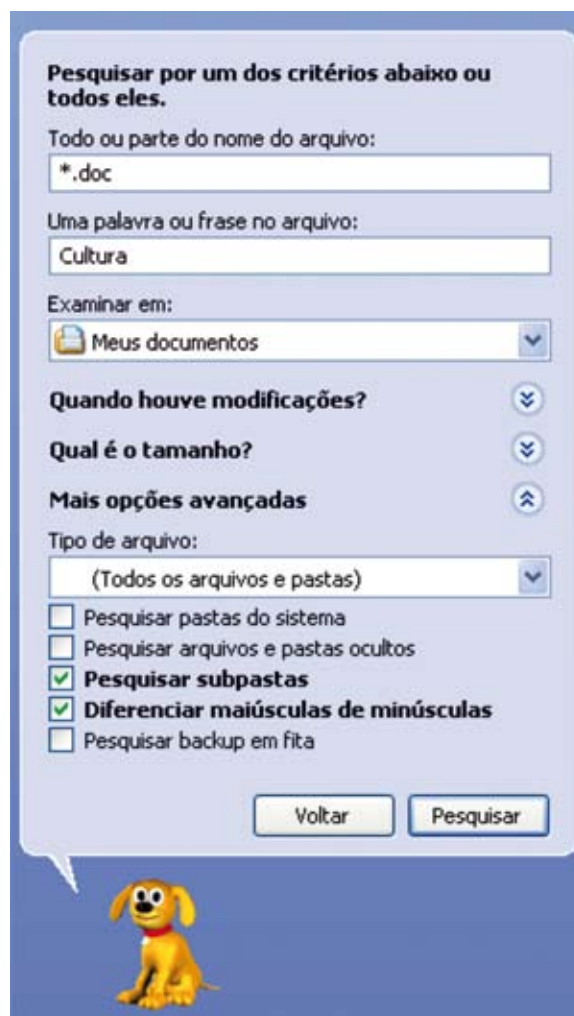 Pesquisar por um dos critérios abaixo ou
todos eles.
Todo ou parte do nome do arquivo:
*.doc
Uma palavra ou frase no arquivo:
Cultura
Examinar em:
Meus documentos
Quando houve modificações?
Qual é o tamanho?
Mais opções avançadas
Tipo de arquivo:
(Todos os arquivos e pastas)
Pesquisar pastas do sistema
Pesquisar arquivos e pastas ocultos
Pesquisar subpastas
Diferenciar maiúsculas de minúsculas
Pesquisar backup em fita
Voltar Pesquisar